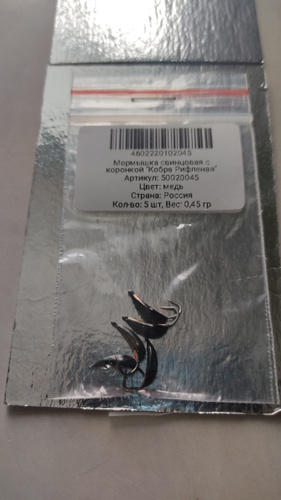 4602220102045
Мормышка свинцовая с
коронкой "Кобра Рифленая"
Артикул: 50020045
Цвет: медь
Страна: Россия
Кол-во: 5 шт, Вес: 0,45 гр